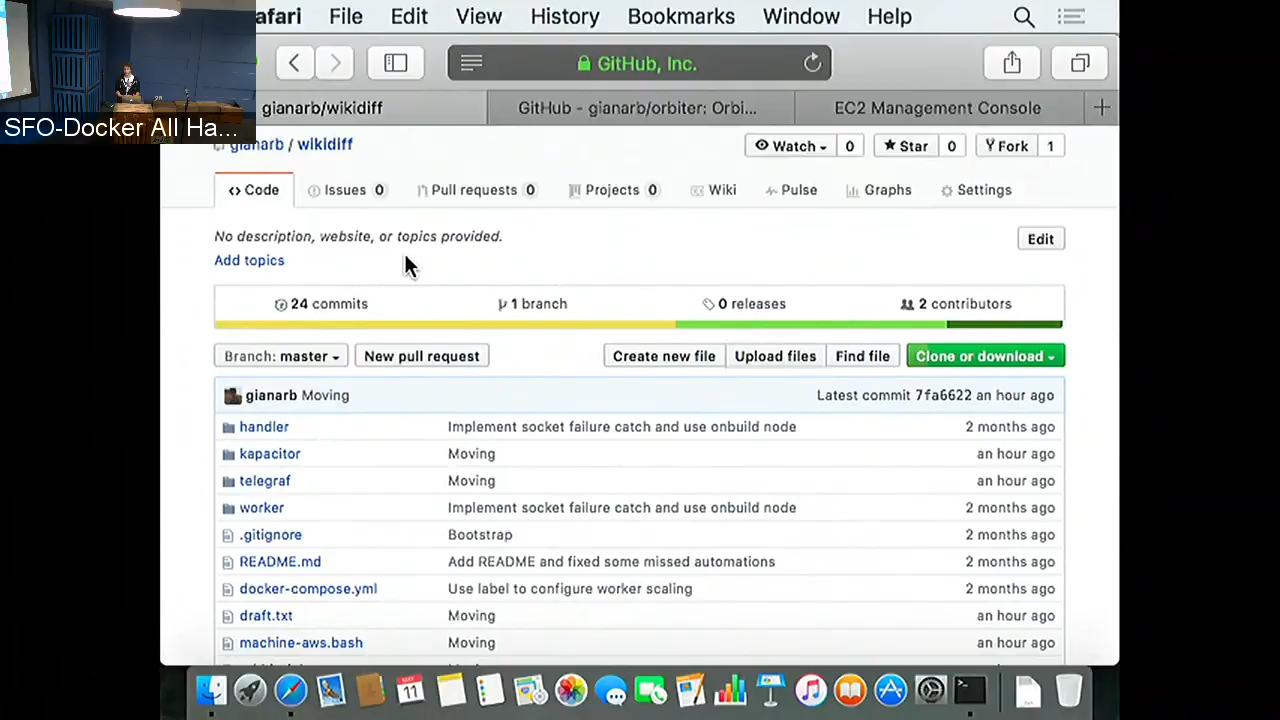 afari File Edit View History Bookmarks Window Help
GitHub, Inc.
gianarb/wikidiff GitHub - gianarb/orbiter: Orbi... EC2 Management Console
SFO-Docker All Ha...
gianarb / wikidiff Watch 0 Star 0 Fork 1
Code Issues 0 Pull requests 0 Projects 0 Wiki Pulse Graphs Settings
No description, website, or topics provided. Edit
Add topics
24 commits 1 branch 0 releases 2 contributors
Branch: master New pull request Create new file Upload files Find file Clone or download
gianarb Moving Latest commit 7fa6622 an hour ago
handler Implement socket failure catch and use onbuild node 2 months ago
kapacitor Moving an hour ago
telegraf Moving an hour ago
worker Implement socket failure catch and use onbuild node 2 months ago
.gitignore Bootstrap 2 months ago
README.md Add README and fixed some missed automations 2 months ago
docker-compose.yml Use label to configure worker scaling 2 months ago
draft.txt Moving an hour ago
machine-aws.bash Moving an hour ago
11